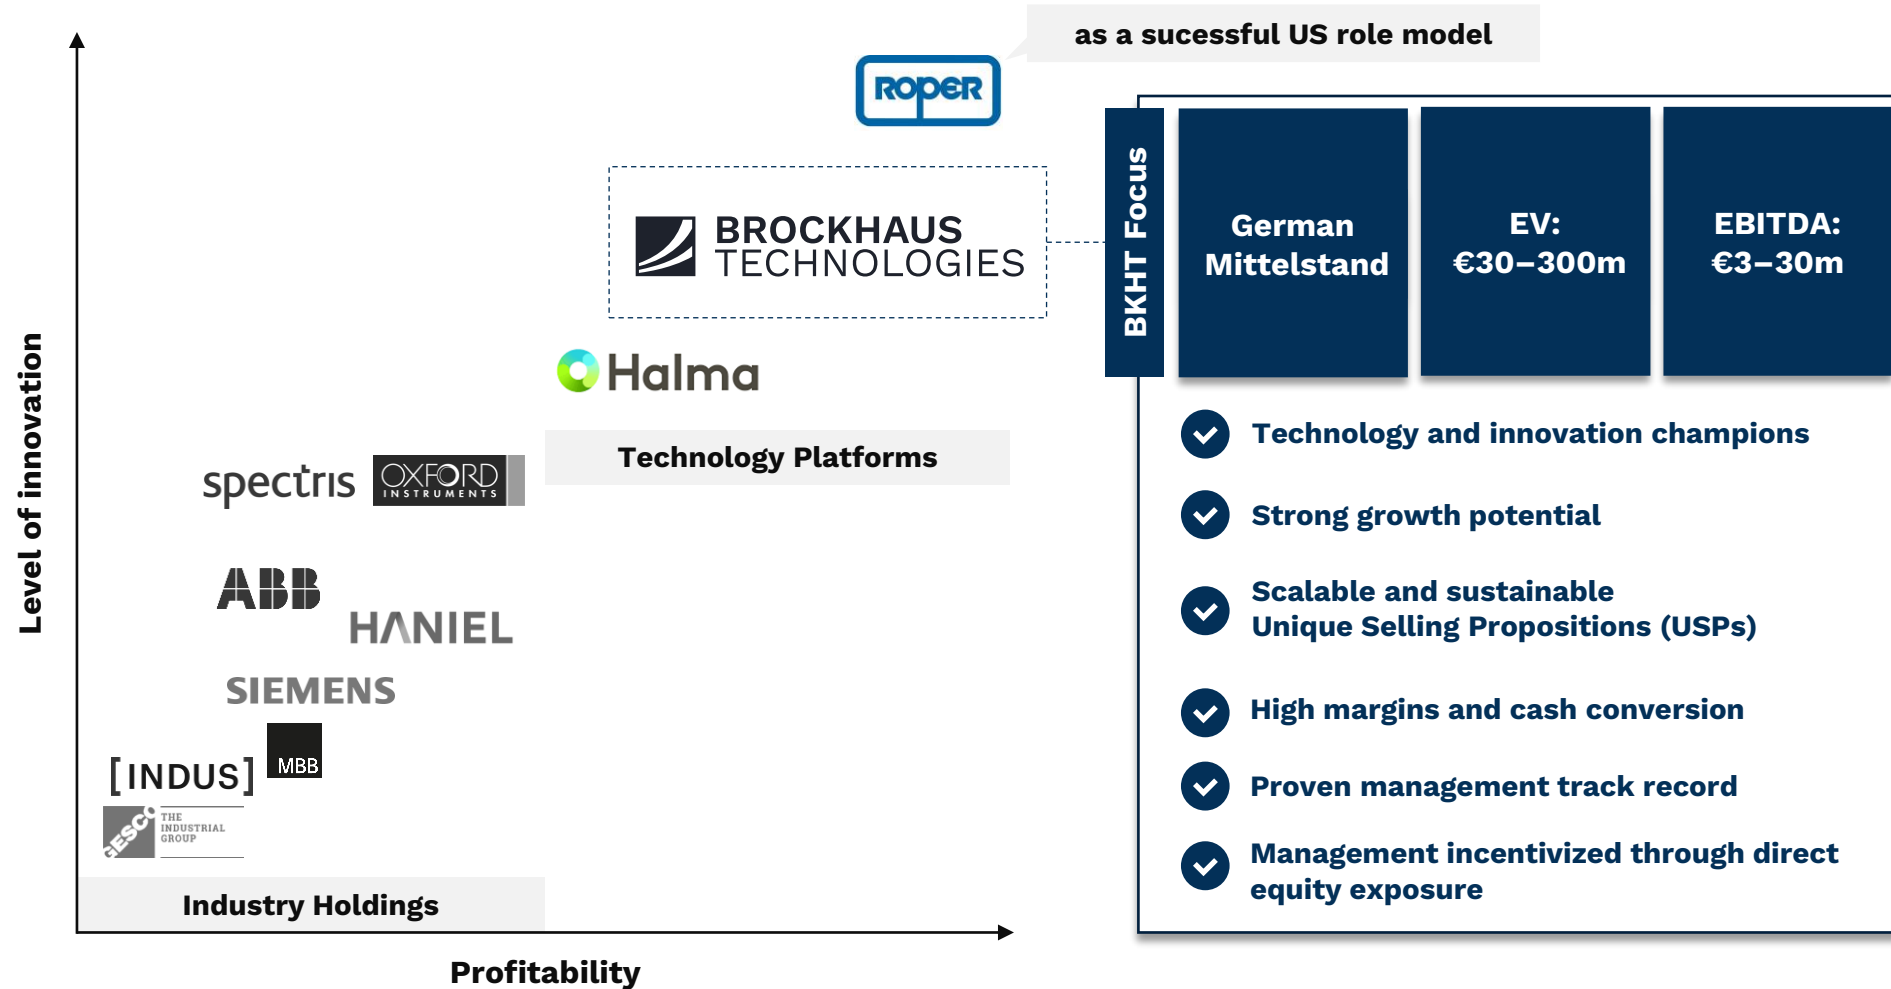 as a sucessful US role model
ROPER
BROCKHAUS
TECHNOLOGIES
Halma
Technology Platforms
spectris
OXFORD
INSTRUMENTS
ABB
HANIEL
SIEMENS
MBB
[INDUS]
GESCO
THE
INDUSTRIAL
GROUP
Industry Holdings
Level of innovation
Profitability
BKHT Focus
German
Mittelstand
EV:
€30–300m
EBITDA:
€3–30m
Technology and innovation champions
Strong growth potential
Scalable and sustainable
Unique Selling Propositions (USPs)
High margins and cash conversion
Proven management track record
Management incentivized through direct
equity exposure